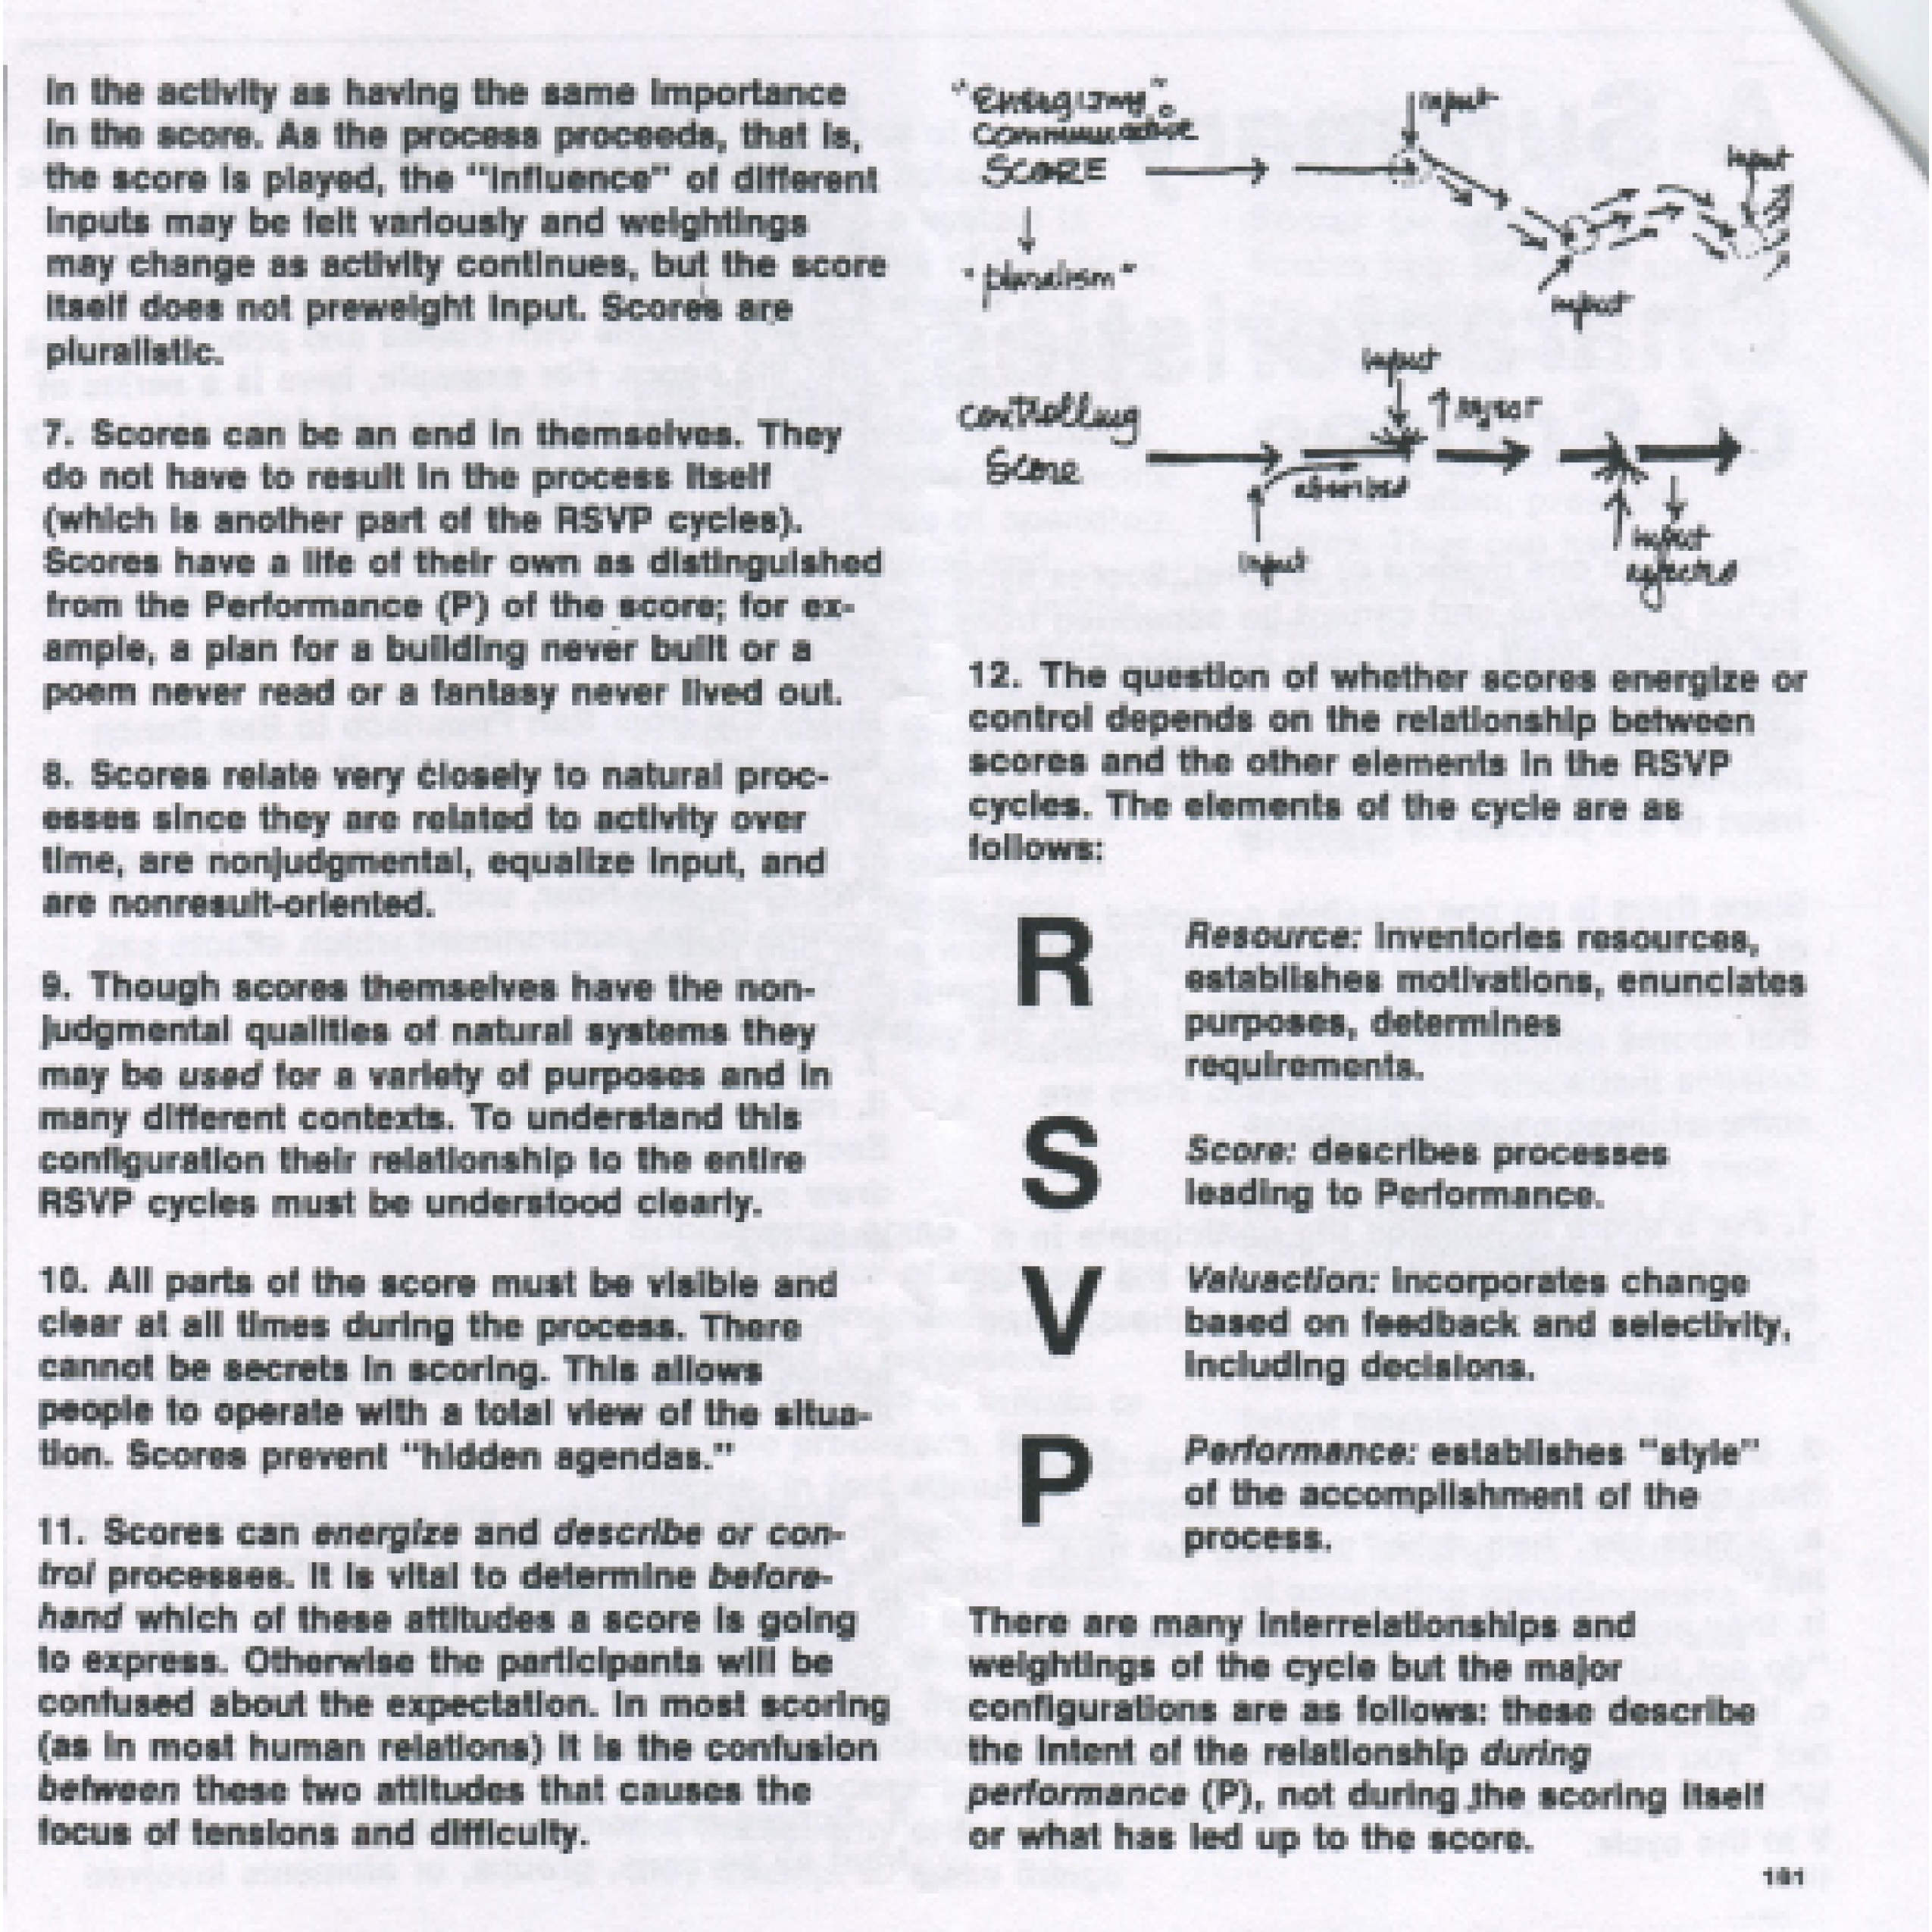 in the activity as having the same importance
in the score. As the process proceeds, that is,
the score is played, the "influence" of different
inputs may be felt variously and weightings
may change as activity continues, but the score
itself does not preweight input. Scores are
pluralistic.
7. Scores can be an end in themselves. They
do not have to result in the process itself
(which is another part of the RSVP cycles).
Scores have a life of their own as distinguished
from the Performance (P) of the score; for ex-
ample, a plan for a building never built or a
poem never read or a fantasy never lived out.
8. Scores relate very closely to natural proc-
esses since they are related to activity over
time, are nonjudgmental, equalize input, and
are nonresult-oriented.
9. Though scores themselves have the non-
judgmental qualities of natural systems they
may be used for a variety of purposes and in
many different contexts. To understand this
configuration their relationship to the entire
RSVP cycles must be understood clearly.
10. All parts of the score must be visible and
clear at all times during the process. There
cannot be secrets in scoring. This allows
people to operate with a total view of the situa-
tion. Scores prevent "hidden agendas."
11. Scores can energize and describe or con-
trol processes. It is vital to determine before-
hand which of these attitudes a score is going
to express. Otherwise the participants will be
confused about the expectation. In most scoring
(as in most human relations) it is the confusion
between these two attitudes that causes the
focus of tensions and difficulty.
"energizing"
SCORE
"pluralism"
input
input
input
controlling
Score
input
absorbed
input
input
12. The question of whether scores energize or
control depends on the relationship between
scores and the other elements in the RSVP
cycles. The elements of the cycle are as
follows:
R
Resource: inventories resources,
establishes motivations, enunciates
purposes, determines
requirements.
S
Score: describes processes
leading to Performance.
V
Valuaction: incorporates change
based on feedback and selectivity,
including decisions.
P
Performance: establishes "style"
of the accomplishment of the
process.
There are many interrelationships and
weightings of the cycle but the major
configurations are as follows: these describe
the intent of the relationship during
performance (P), not during the scoring itself
or what has led up to the score.
191